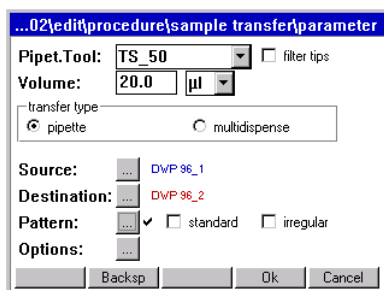 ...02\edit\procedure\sample transfer\parameter
Pipet.Tool: TS_50 filter tips
Volume: 20.0 µl
transfer type
pipette multidispense
Source: ... DWP 96_1
Destination: ... DWP 96_2
Pattern: ... standard irregular
Options: ...
Backsp Ok Cancel